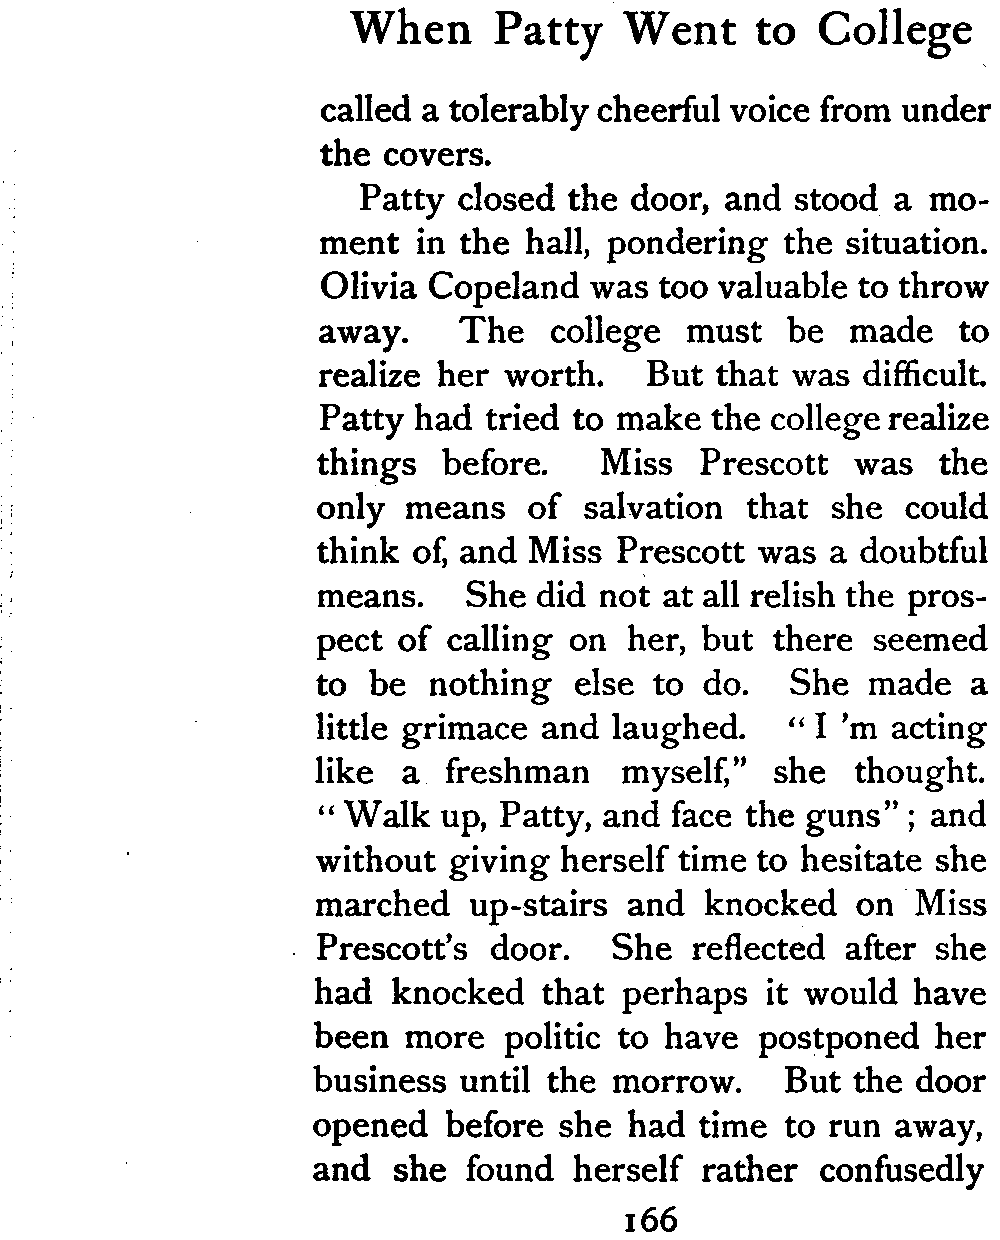 When Patty Went to College
called a tolerably cheerful voice from under
the covers.
Patty closed the door, and stood a mo-
ment in the hall, pondering the situation.
Olivia Copeland was too valuable to throw
away. The college must be made to
realize her worth. But that was difficult.
Patty had tried to make the college realize
things before. Miss Prescott was the
only means of salvation that she could
think of, and Miss Prescott was a doubtful
means. She did not at all relish the pros-
pect of calling on her, but there seemed
to be nothing else to do. She made a
little grimace and laughed. "I 'm acting
like a freshman myself," she thought.
"Walk up, Patty, and face the guns"; and
without giving herself time to hesitate she
marched up-stairs and knocked on Miss
Prescott's door. She reflected after she
had knocked that perhaps it would have
been more politic to have postponed her
business until the morrow. But the door
opened before she had time to run away,
and she found herself rather confusedly
166